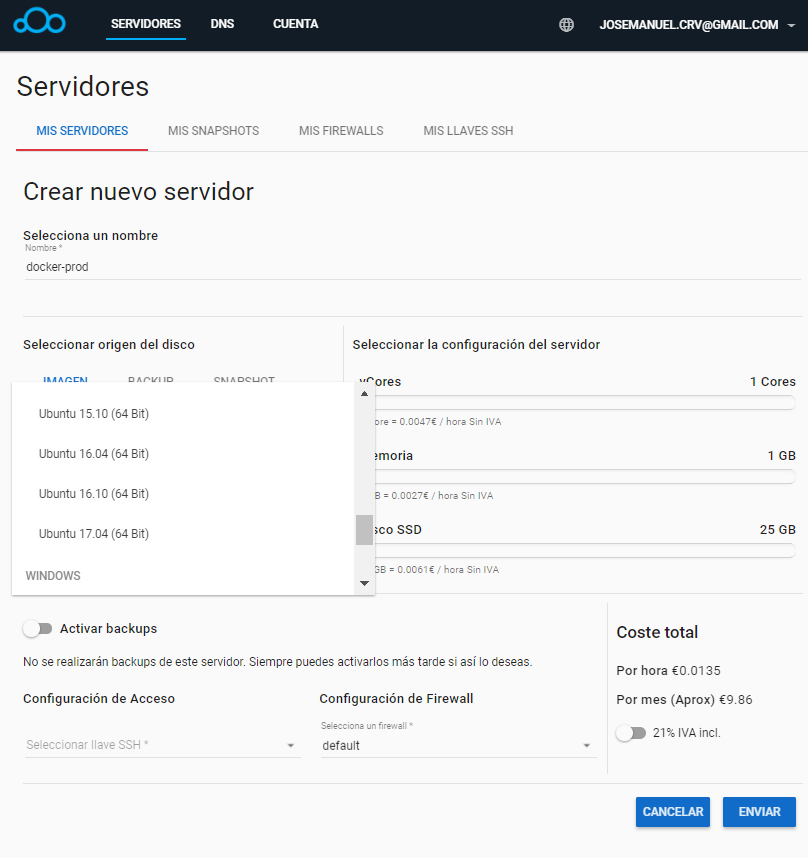 SERVIDORES DNS CUENTA JOSEMANUEL.CRV@GMAIL.COM
Servidores
MIS SERVIDORES MIS SNAPSHOTS MIS FIREWALLS MIS LLAVES SSH
Crear nuevo servidor
Selecciona un nombre
Nombre *
docker-prod
Seleccionar origen del disco
IMAGEN BACKUP SNAPSHOT
Ubuntu 15.10 (64 Bit)
Ubuntu 16.04 (64 Bit)
Ubuntu 16.10 (64 Bit)
Ubuntu 17.04 (64 Bit)
WINDOWS
Seleccionar la configuración del servidor
vCores 1 Cores
ore = 0.0047€ / hora Sin IVA
emoria 1 GB
B = 0.0027€ / hora Sin IVA
sco SSD 25 GB
GB = 0.0061€ / hora Sin IVA
Activar backups
No se realizarán backups de este servidor. Siempre puedes activarlos más tarde si así lo deseas.
Configuración de Acceso
Seleccionar llave SSH *
Configuración de Firewall
Selecciona un firewall *
default
Coste total
Por hora €0.0135
Por mes (Aprox) €9.86
21% IVA incl.
CANCELAR ENVIAR